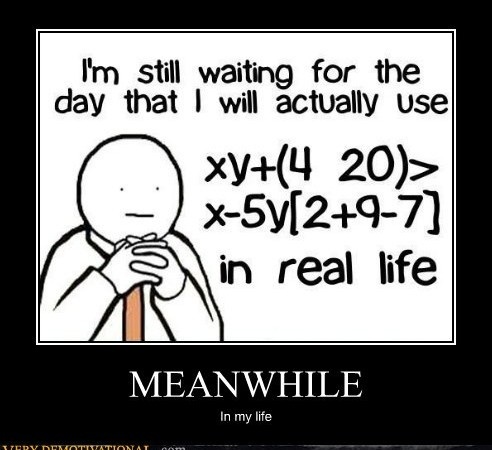 I'm still waiting for the
day that I will actually use
xy+(4 20)>
x-5y[2+9-7]
in real life
MEANWHILE
In my life
VERY DEMOTIVATIONAL .com